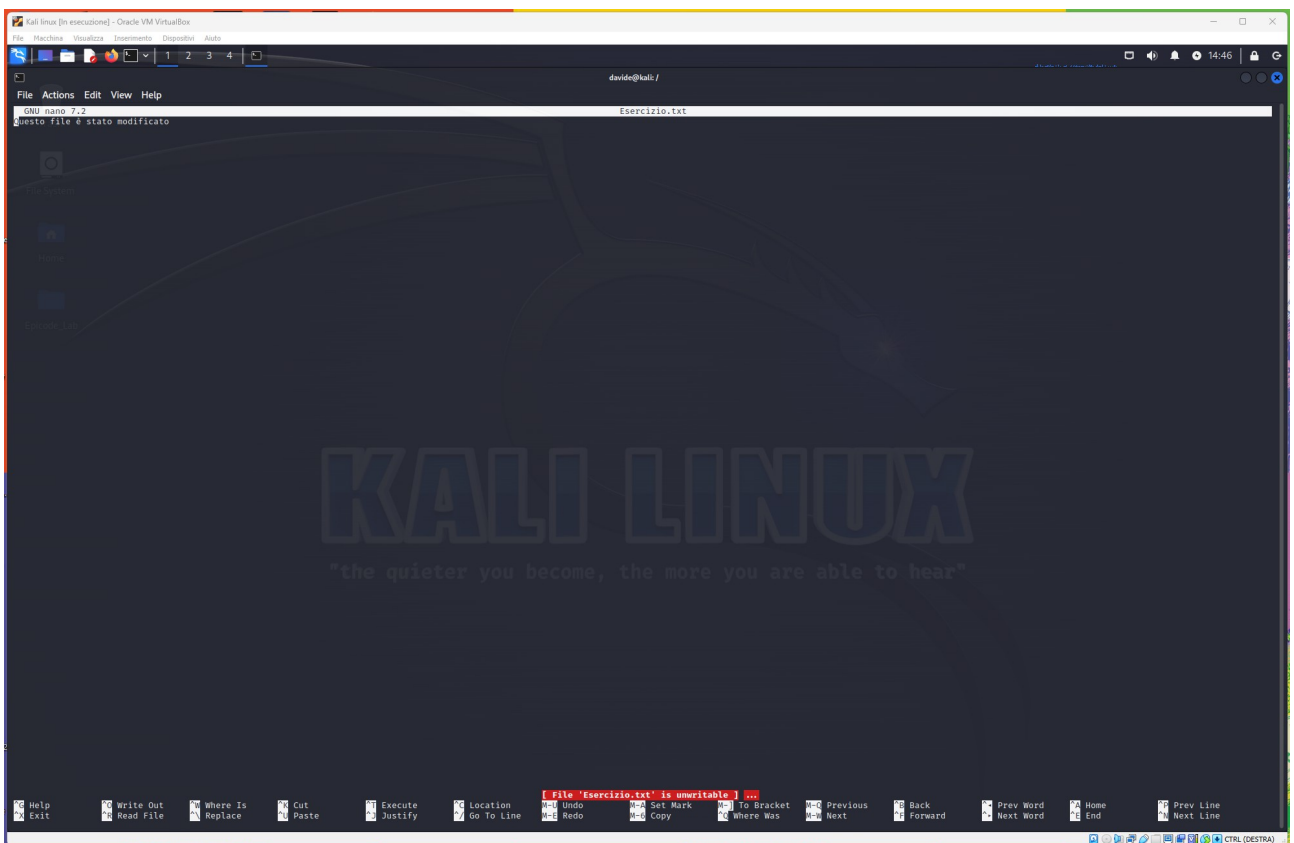 Kali linux [In esecuzione] - Oracle VM VirtualBox
File Macchina Visualizza Inserimento Dispositivi Aiuto
1 2 3 4 14:46
davide@kali: /
File Actions Edit View Help
GNU nano 7.2 Esercizio.txt
Questo file è stato modificato
Home
KALI LINUX
"the quieter you become, the more you are able to hear"
[ File 'Esercizio.txt' is unwritable ] ...
^G Help ^O Write Out ^W Where Is ^K Cut ^T Execute ^C Location M-U Undo M-A Set Mark M-] To Bracket M-Q Previous ^B Back Prev Word ^A Home ^P Prev Line
^X Exit ^R Read File ^\ Replace ^U Paste ^J Justify ^/ Go To Line M-E Redo M-6 Copy ^Q Where Was M-W Next ^F Forward Next Word ^E End ^N Next Line
CTRL (DESTRA)